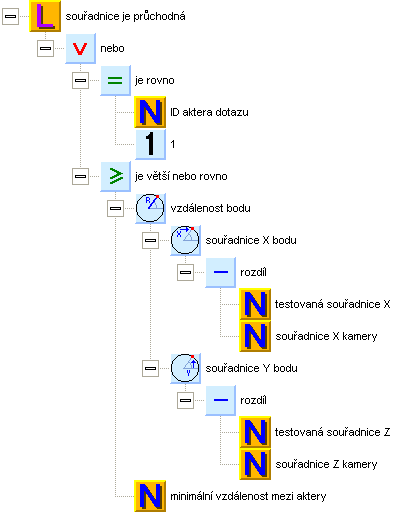 L souřadnice je průchodná
v nebo
= je rovno
N ID aktera dotazu
1 1
≥ je větší nebo rovno
R vzdálenost bodu
X souřadnice X bodu
− rozdíl
N testovaná souřadnice X
N souřadnice X kamery
Y souřadnice Y bodu
− rozdíl
N testovaná souřadnice Z
N souřadnice Z kamery
N minimální vzdálenost mezi aktery